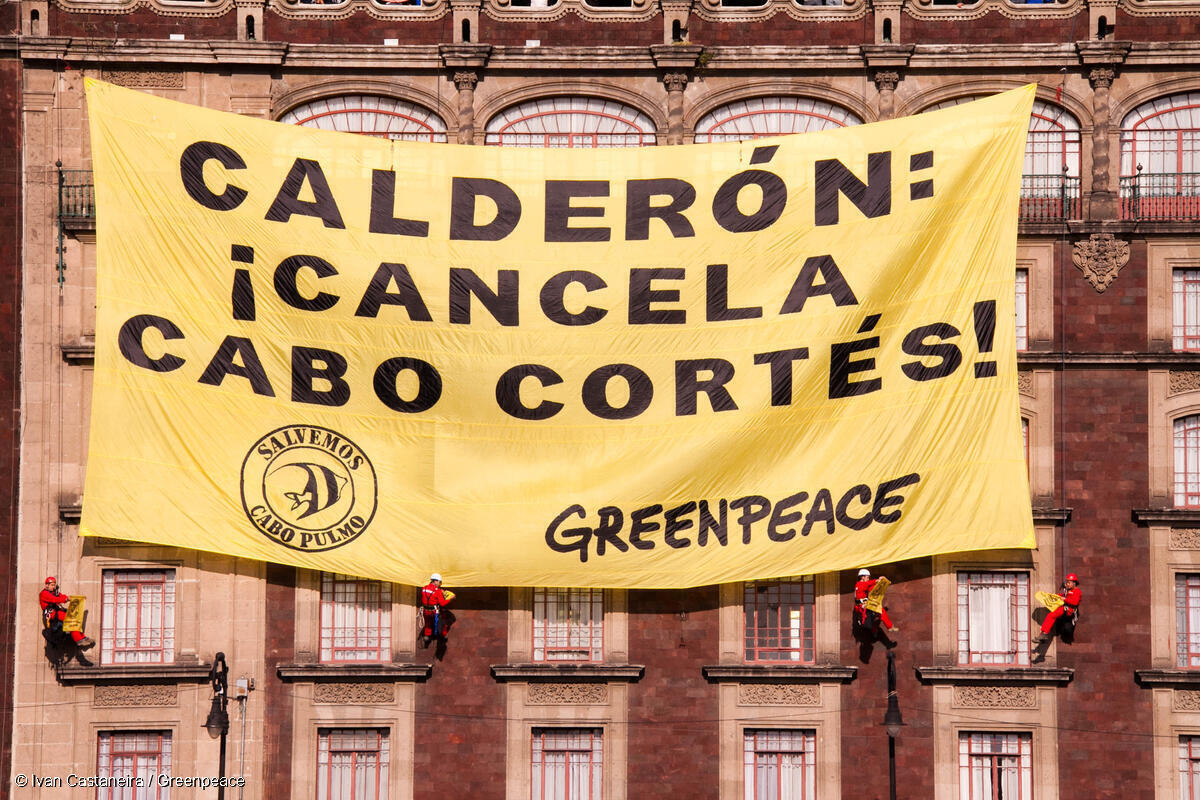 CALDERÓN:
¡CANCELA
CABO CORTÉS!
SALVEMOS
CABO PULMO
GREENPEACE
© Ivan Castaneira / Greenpeace